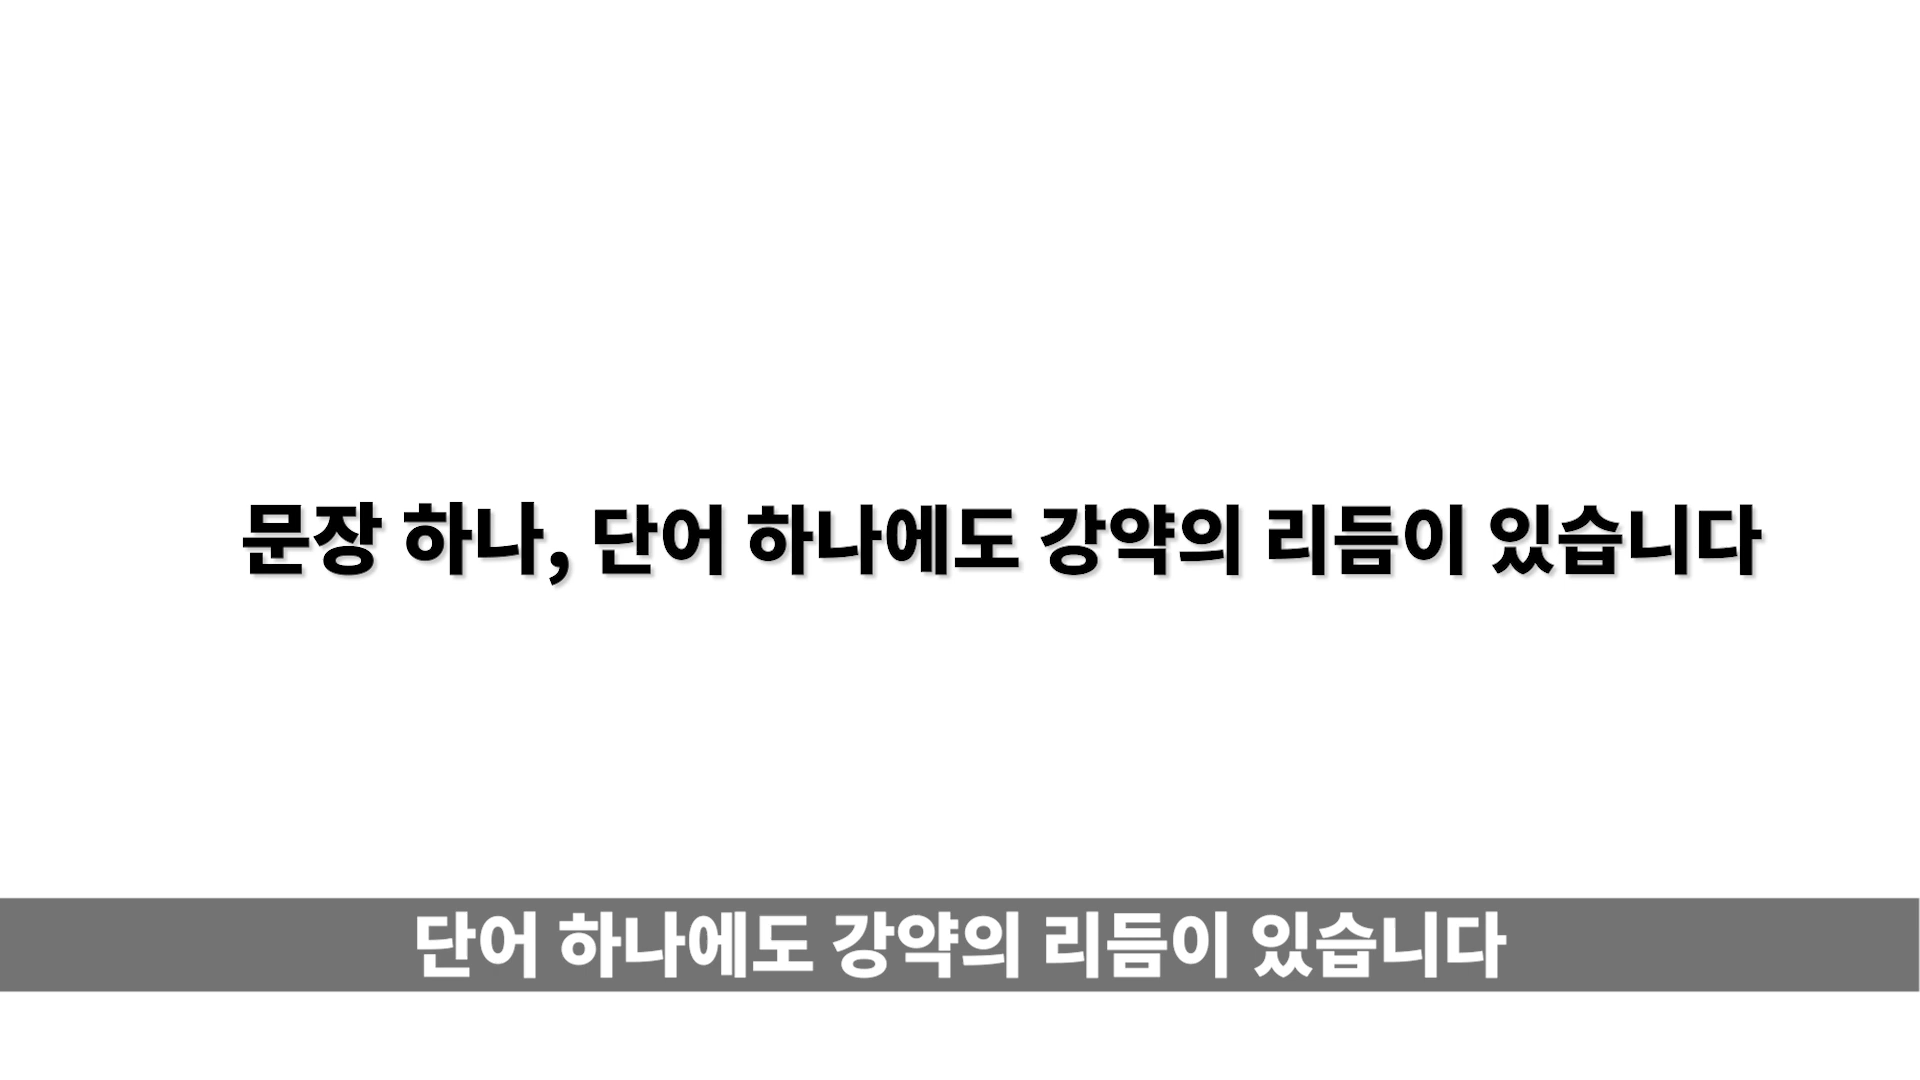 문장 하나, 단어 하나에도 강약의 리듬이 있습니다
단어 하나에도 강약의 리듬이 있습니다